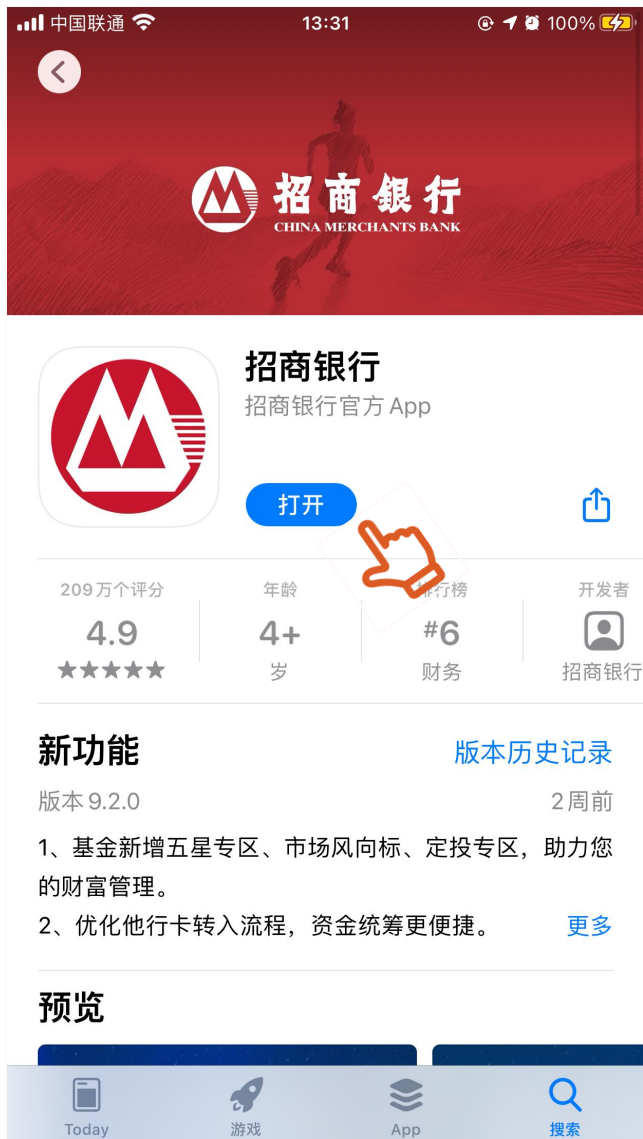 中国联通 13:31 100%
招商銀行
CHINA MERCHANTS BANK
招商银行
招商银行官方 App
打开
209万个评分 年龄 排行榜 开发者
4.9 4+ #6
岁 财务 招商银行
新功能 版本历史记录
版本 9.2.0 2周前
1、基金新增五星专区、市场风向标、定投专区，助力您
的财富管理。
2、优化他行卡转入流程，资金统筹更便捷。 更多
预览
Today 游戏 App 搜索